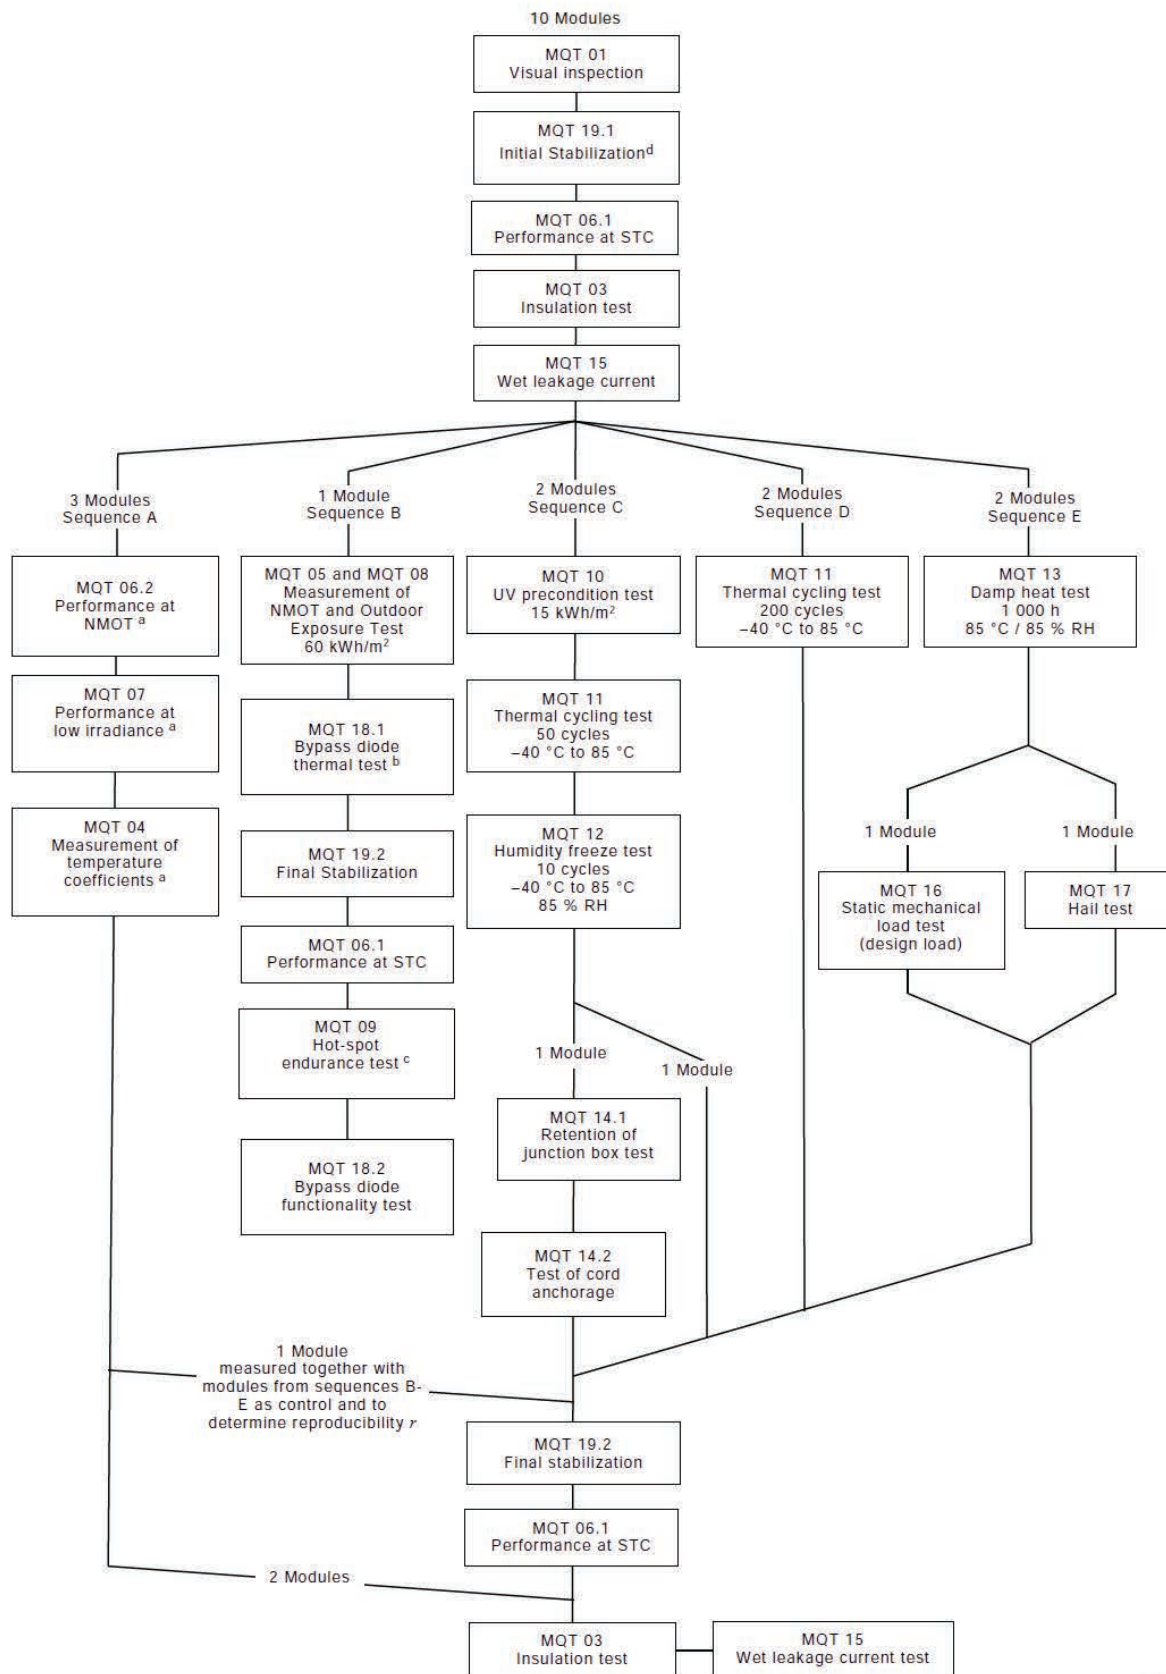 10 Modules
MQT 01
Visual inspection
MQT 19.1
Initial Stabilization d
MQT 06.1
Performance at STC
MQT 03
Insulation test
MQT 15
Wet leakage current
3 Modules
Sequence A
MQT 06.2
Performance at
NMOT a
MQT 07
Performance at
low irradiance a
MQT 04
Measurement of
temperature
coefficients a
1 Module
Sequence B
MQT 05 and MQT 08
Measurement of
NMOT and Outdoor
Exposure Test
60 kWh/m²
MQT 18.1
Bypass diode
thermal test b
MQT 19.2
Final Stabilization
MQT 06.1
Performance at STC
MQT 09
Hot-spot
endurance test c
MQT 18.2
Bypass diode
functionality test
2 Modules
Sequence C
MQT 10
UV precondition test
15 kWh/m²
MQT 11
Thermal cycling test
50 cycles
–40 °C to 85 °C
MQT 12
Humidity freeze test
10 cycles
–40 °C to 85 °C
85 % RH
1 Module
1 Module
MQT 14.1
Retention of
junction box test
MQT 14.2
Test of cord
anchorage
2 Modules
Sequence D
MQT 11
Thermal cycling test
200 cycles
–40 °C to 85 °C
2 Modules
Sequence E
MQT 13
Damp heat test
1 000 h
85 °C / 85 % RH
1 Module
1 Module
MQT 16
Static mechanical
load test
(design load)
MQT 17
Hail test
1 Module
measured together with
modules from sequences B-
E as control and to
determine reproducibility r
MQT 19.2
Final stabilization
MQT 06.1
Performance at STC
2 Modules
MQT 03
Insulation test
MQT 15
Wet leakage current test